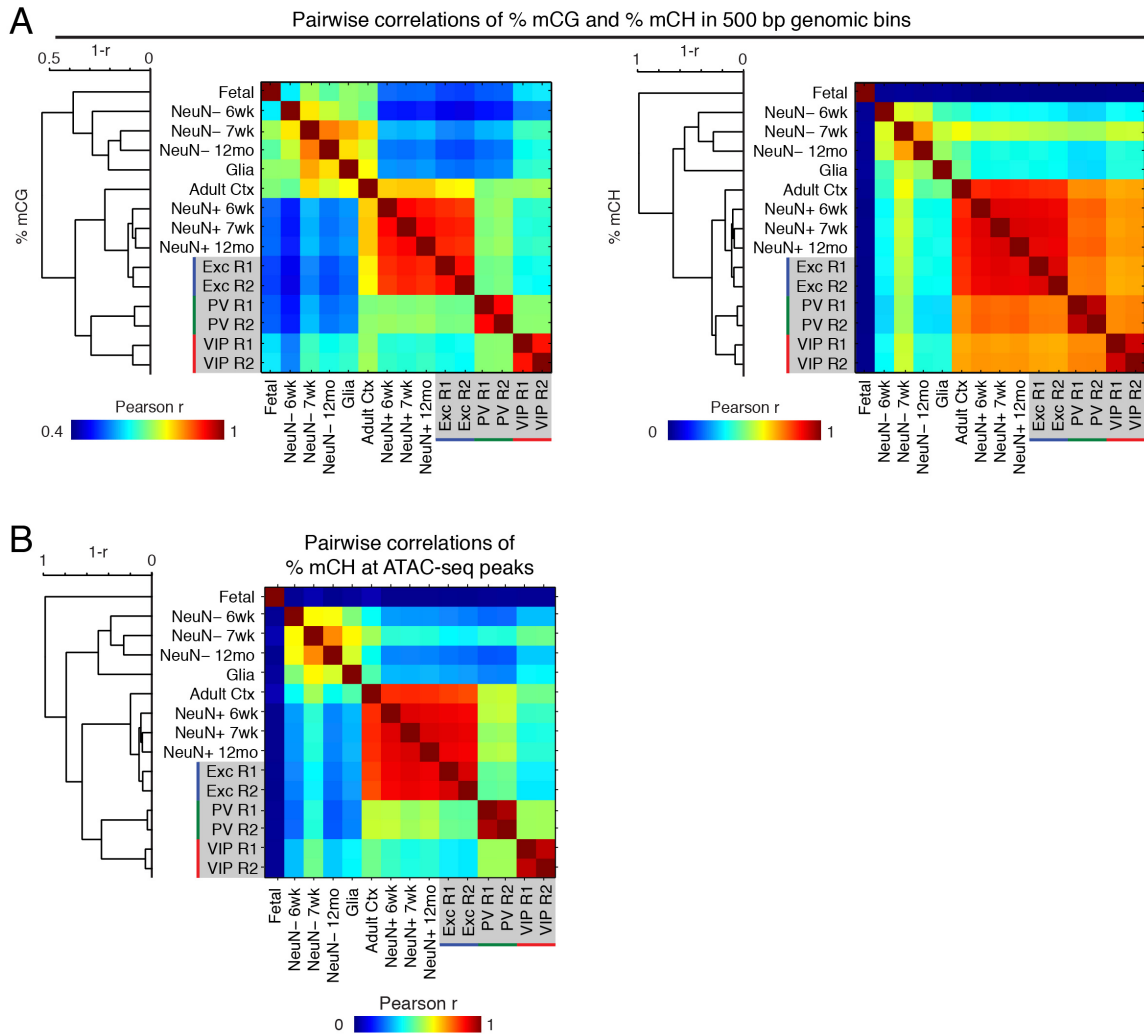 A
Pairwise correlations of % mCG and % mCH in 500 bp genomic bins
1-r
0.5 0
% mCG
Fetal
NeuN− 6wk
NeuN− 7wk
NeuN− 12mo
Glia
Adult Ctx
NeuN+ 6wk
NeuN+ 7wk
NeuN+ 12mo
Exc R1
Exc R2
PV R1
PV R2
VIP R1
VIP R2
Fetal
NeuN− 6wk
NeuN− 7wk
NeuN− 12mo
Glia
Adult Ctx
NeuN+ 6wk
NeuN+ 7wk
NeuN+ 12mo
Exc R1
Exc R2
PV R1
PV R2
VIP R1
VIP R2
Pearson r
0.4 1
1-r
1 0
% mCH
Fetal
NeuN− 6wk
NeuN− 7wk
NeuN− 12mo
Glia
Adult Ctx
NeuN+ 6wk
NeuN+ 7wk
NeuN+ 12mo
Exc R1
Exc R2
PV R1
PV R2
VIP R1
VIP R2
Fetal
NeuN− 6wk
NeuN− 7wk
NeuN− 12mo
Glia
Adult Ctx
NeuN+ 6wk
NeuN+ 7wk
NeuN+ 12mo
Exc R1
Exc R2
PV R1
PV R2
VIP R1
VIP R2
Pearson r
0 1
B
Pairwise correlations of
% mCH at ATAC-seq peaks
1-r
1 0
Fetal
NeuN− 6wk
NeuN− 7wk
NeuN− 12mo
Glia
Adult Ctx
NeuN+ 6wk
NeuN+ 7wk
NeuN+ 12mo
Exc R1
Exc R2
PV R1
PV R2
VIP R1
VIP R2
Fetal
NeuN− 6wk
NeuN− 7wk
NeuN− 12mo
Glia
Adult Ctx
NeuN+ 6wk
NeuN+ 7wk
NeuN+ 12mo
Exc R1
Exc R2
PV R1
PV R2
VIP R1
VIP R2
Pearson r
0 1